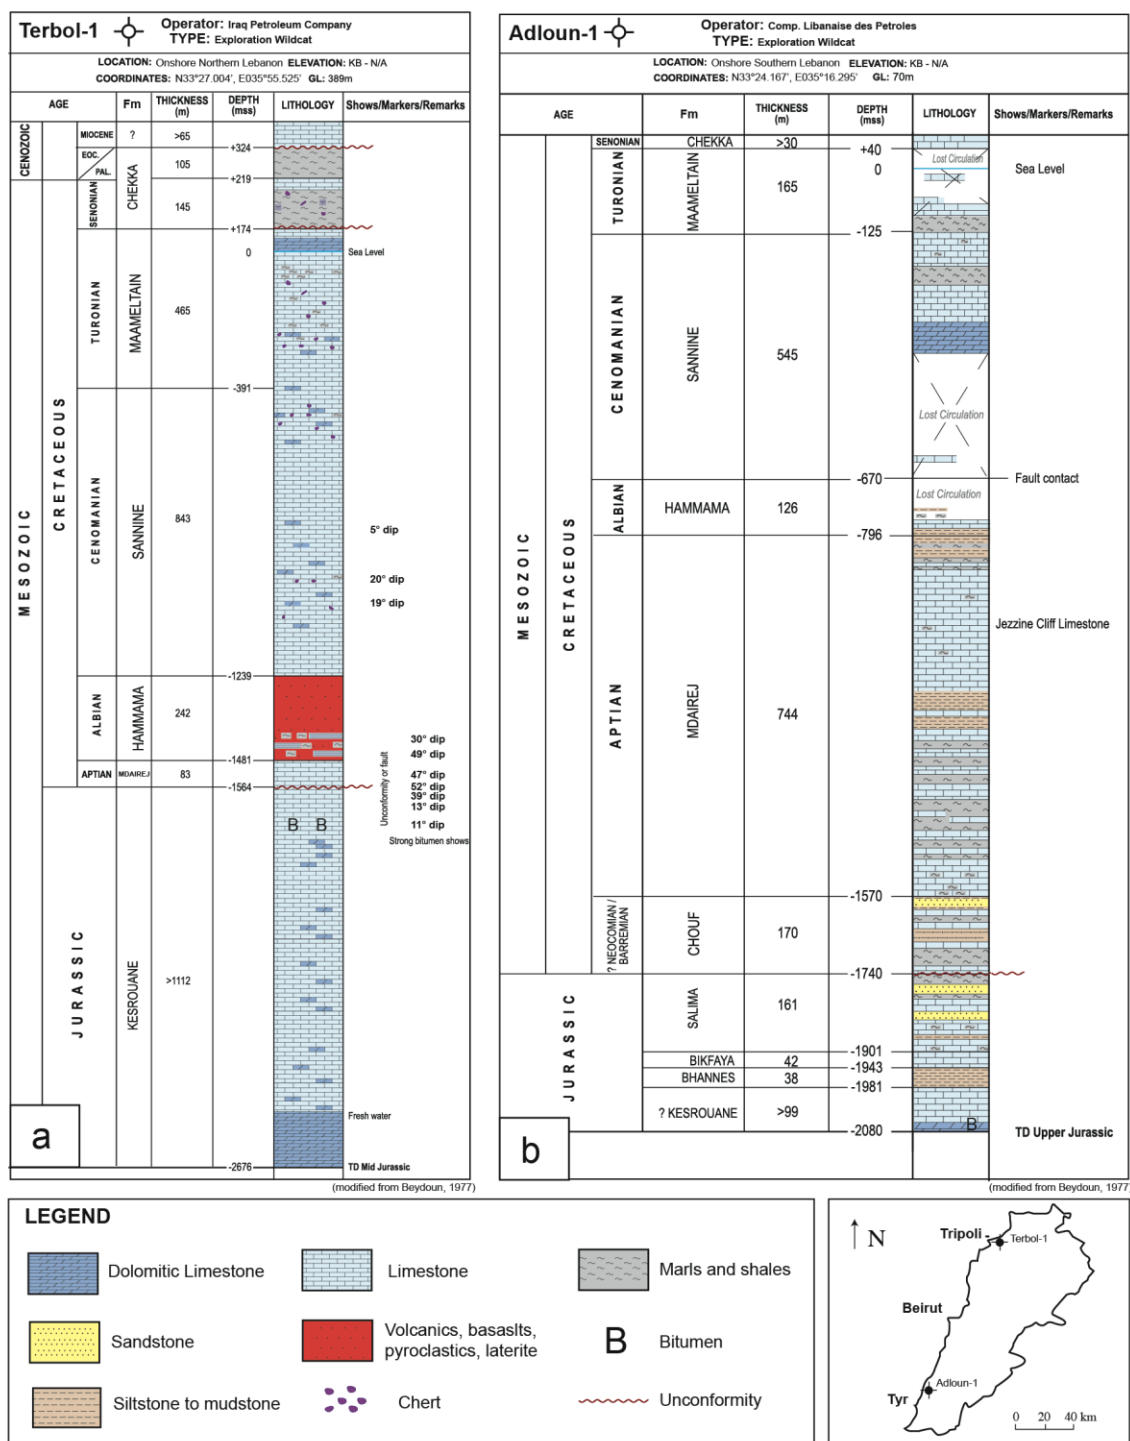 Terbol-1
Operator: Iraq Petroleum Company
TYPE: Exploration Wildcat
LOCATION: Onshore Northern Lebanon ELEVATION: KB - N/A
COORDINATES: N33°27.004', E035°55.525' GL: 389m
AGE
Fm
THICKNESS (m)
DEPTH (mss)
LITHOLOGY
Shows/Markers/Remarks
CENOZOIC
MIOCENE
?
>65
+324
EOC.
PAL.
105
+219
CHEKKA
SENONIAN
145
+174
0
Sea Level
MESOZOIC
CRETACEOUS
TURONIAN
MAAMELTAIN
465
-391
CENOMANIAN
SANNINE
843
5° dip
20° dip
19° dip
-1239
ALBIAN
HAMMAMA
242
30° dip
49° dip
-1481
APTIAN
MDAIREJ
83
47° dip
52° dip
-1564
39° dip
13° dip
Unconformity or fault
B B
11° dip
Strong bitumen shows
JURASSIC
KESROUANE
>1112
Fresh water
-2676
TD Mid Jurassic
a
(modified from Beydoun, 1977)
Adloun-1
Operator: Comp. Libanaise des Petroles
TYPE: Exploration Wildcat
LOCATION: Onshore Southern Lebanon ELEVATION: KB - N/A
COORDINATES: N33°24.167', E035°16.295' GL: 70m
AGE
Fm
THICKNESS (m)
DEPTH (mss)
LITHOLOGY
Shows/Markers/Remarks
SENONIAN
CHEKKA
>30
+40
Lost Circulation
0
Sea Level
TURONIAN
MAAMELTAIN
165
-125
CENOMANIAN
SANNINE
545
Lost Circulation
-670
Fault contact
MESOZOIC
CRETACEOUS
ALBIAN
HAMMAMA
126
Lost Circulation
-796
Jezzine Cliff Limestone
APTIAN
MDAIREJ
744
-1570
? NEOCOMIAN / BARREMIAN
CHOUF
170
-1740
JURASSIC
SALIMA
161
-1901
BIKFAYA
42
-1943
BHANNES
38
-1981
? KESROUANE
>99
B
-2080
TD Upper Jurassic
b
(modified from Beydoun, 1977)
LEGEND
Dolomitic Limestone
Limestone
Marls and shales
Sandstone
Volcanics, basaslts,
pyroclastics, laterite
B
Bitumen
Siltstone to mudstone
Chert
Unconformity
N
Tripoli
Terbol-1
Beirut
Adloun-1
Tyr
0 20 40 km